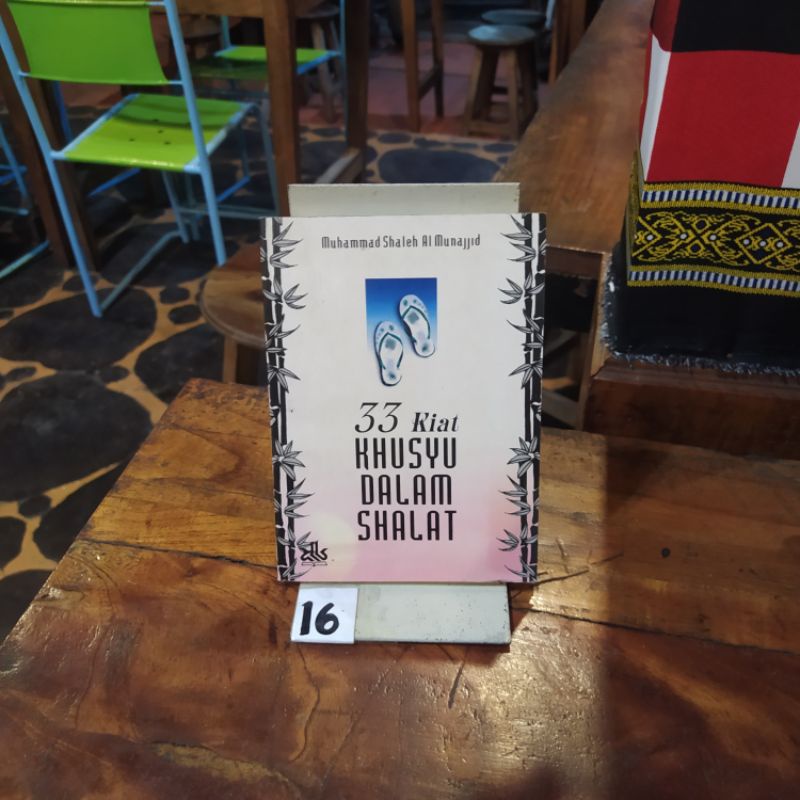 Muhammad Shaleh Al Munajjid
33 Kiat
KHUSYU
DALAM
SHALAT
16